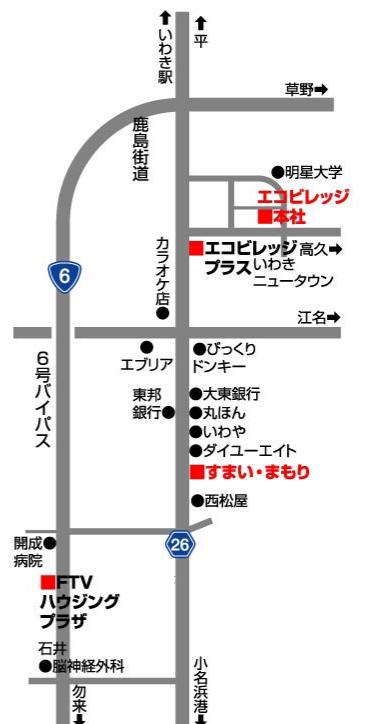 いわき駅
平
草野
鹿島街道
明星大学
エコビレッジ
本社
エコビレッジ
プラス
高久
いわき
ニュータウン
カラオケ店
6
江名
エブリア
びっくり
ドンキー
6号バイパス
東邦
銀行
大東銀行
丸ほん
いわや
ダイユーエイト
すまい・まもり
西松屋
26
開成
病院
FTV
ハウジング
プラザ
石井
脳神経外科
勿来
小名浜港